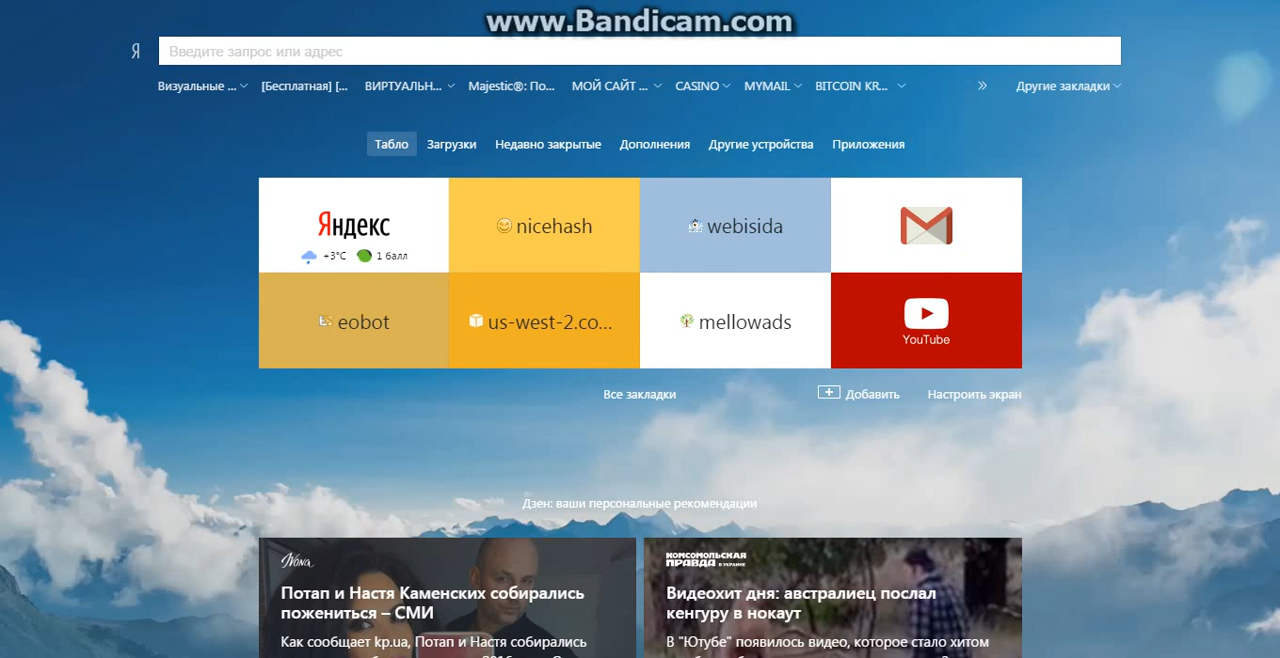 www.Bandicam.com
Я
Введите запрос или адрес
Визуальные ... [Бесплатная] [... ВИРТУАЛЬН... Majestic®: По... МОЙ САЙТ ... CASINO MYMAIL BITCOIN KR... » Другие закладки
Табло Загрузки Недавно закрытые Дополнения Другие устройства Приложения
Яндекс
+3°C 1 балл
nicehash
webisida
eobot
us-west-2.co...
mellowads
YouTube
Все закладки
Добавить
Настроить экран
Дзен: ваши персональные рекомендации
Nona
Потап и Настя Каменских собирались
пожениться – СМИ
Как сообщает kp.ua, Потап и Настя собирались
КОМСОМОЛЬСКАЯ
ПРАВДА В УКРАИНЕ
Видеохит дня: австралиец послал
кенгуру в нокаут
В "Ютубе" появилось видео, которое стало хитом